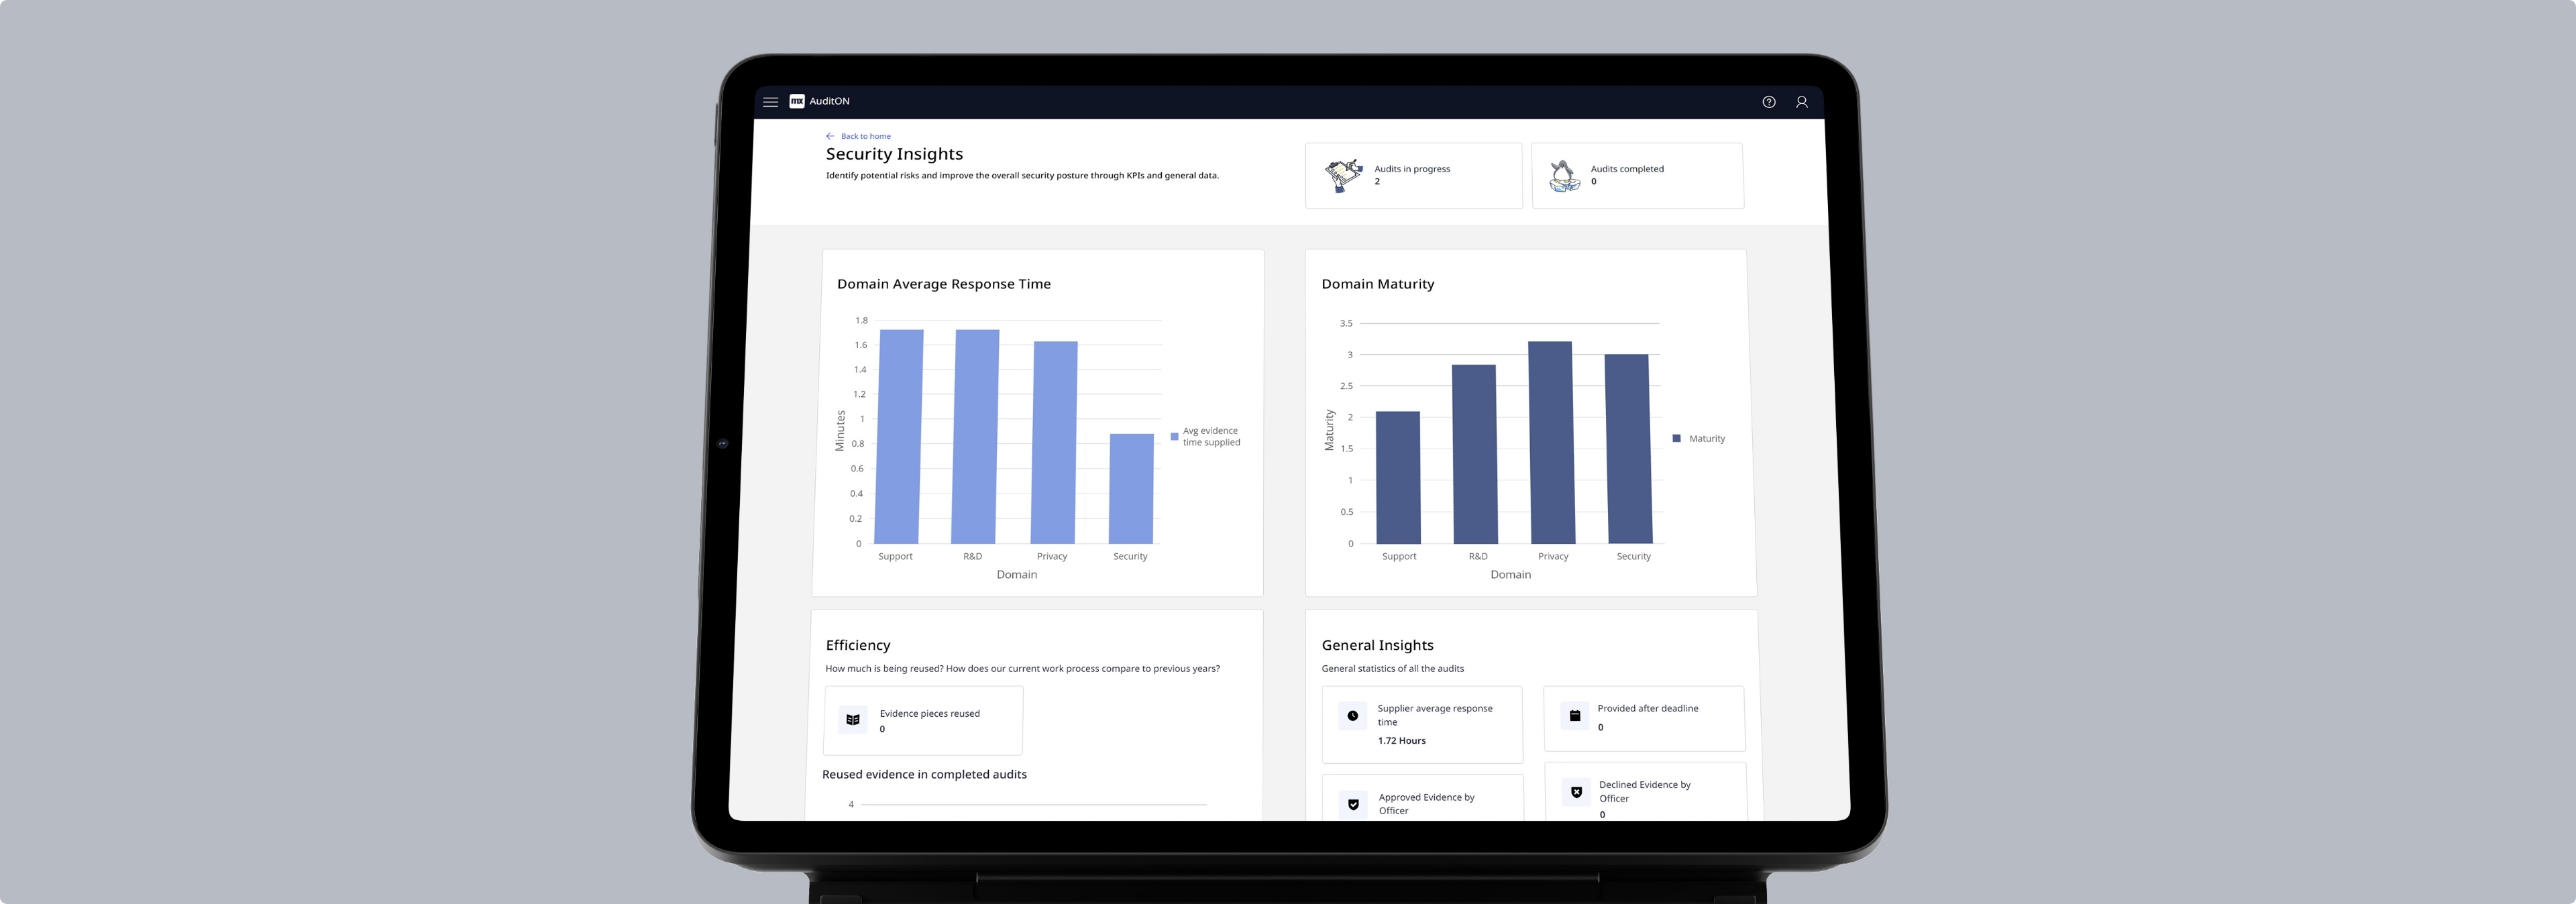 mx AuditON
Back to home
Security Insights
Identify potential risks and improve the overall security posture through KPIs and general data.
Audits in progress
2
Audits completed
0
Domain Average Response Time
1.8
1.6
1.4
1.2
1
0.8
0.6
0.4
0.2
0
Minutes
Support R&D Privacy Security
Domain
Avg evidence
time supplied
Domain Maturity
3.5
3
2.5
2
1.5
1
0.5
0
Maturity
Support R&D Privacy Security
Domain
Maturity
Efficiency
How much is being reused? How does our current work process compare to previous years?
Evidence pieces reused
0
Reused evidence in completed audits
4
General Insights
General statistics of all the audits
Supplier average response
time
1.72 Hours
Provided after deadline
0
Approved Evidence by
Officer
Declined Evidence by
Officer
0